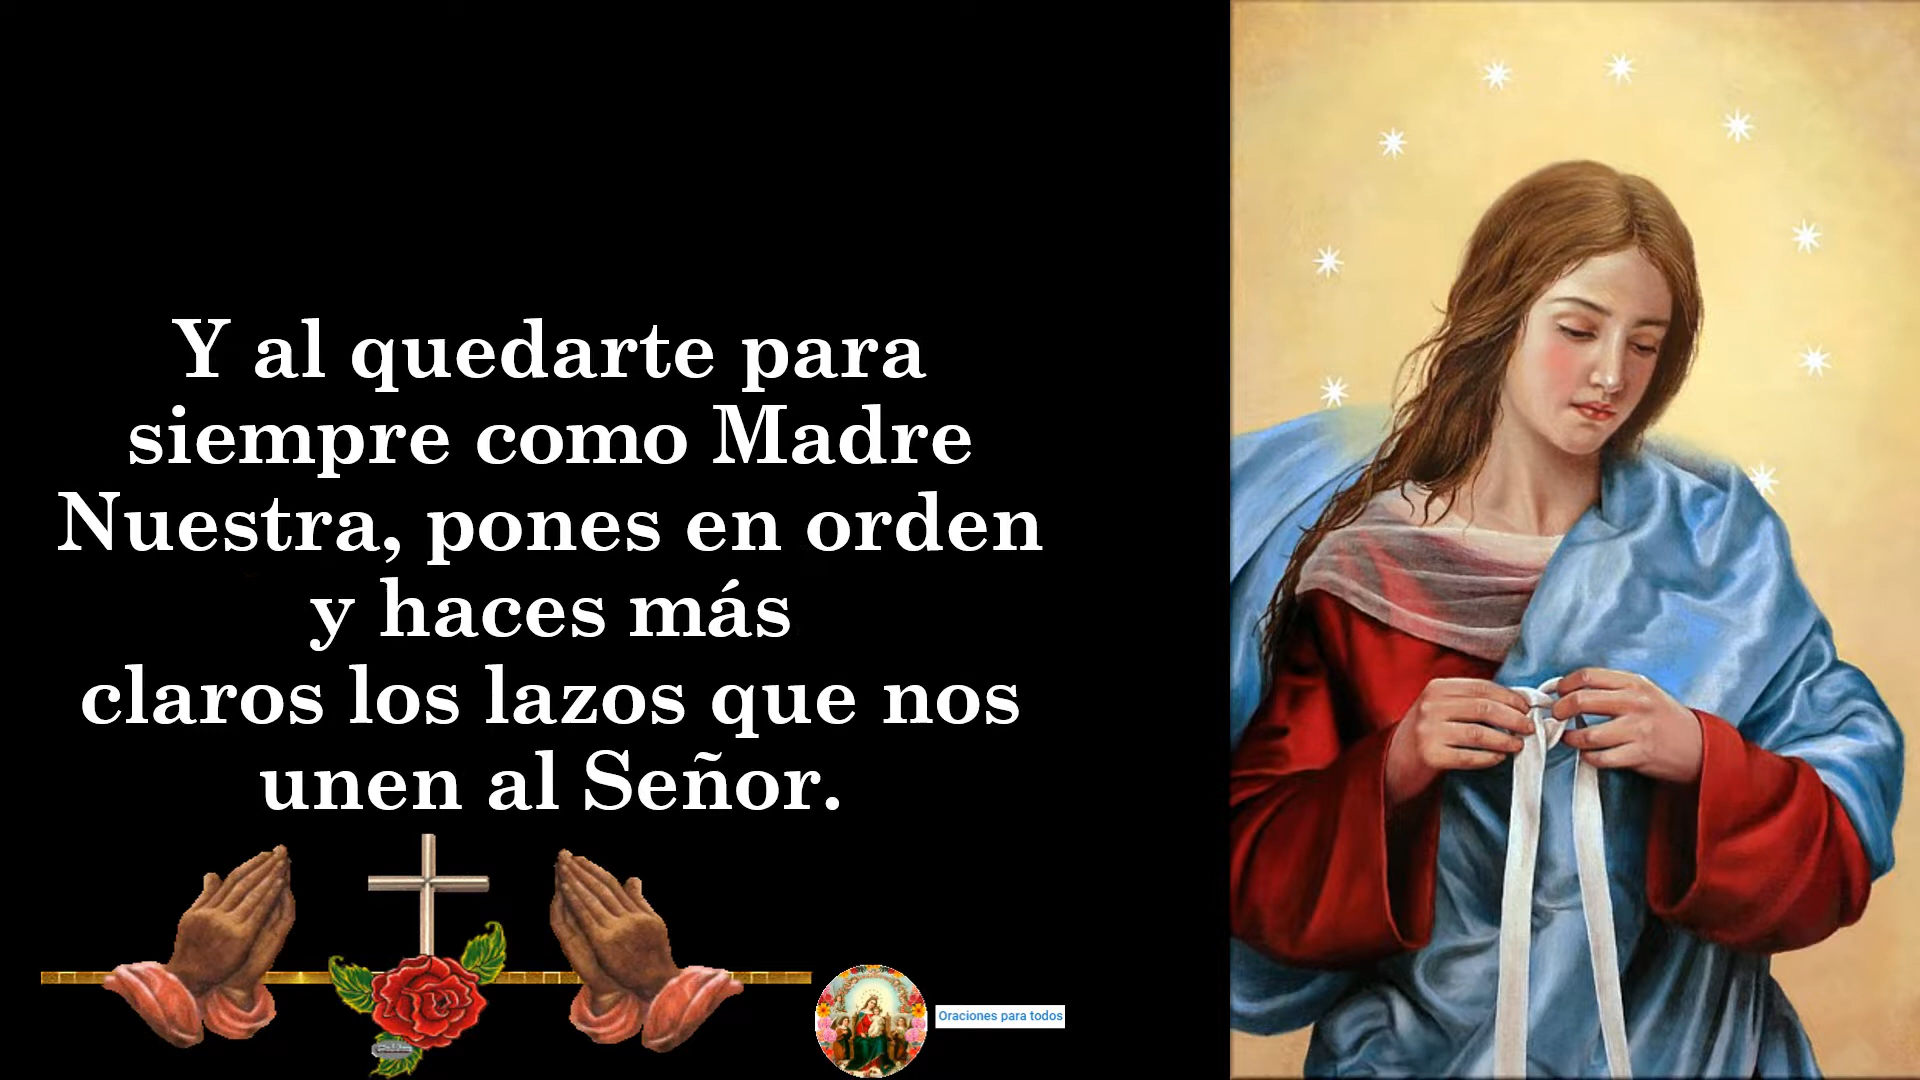 Y al quedarte para
siempre como Madre
Nuestra, pones en orden
y haces más
claros los lazos que nos
unen al Señor.
Oraciones para todos